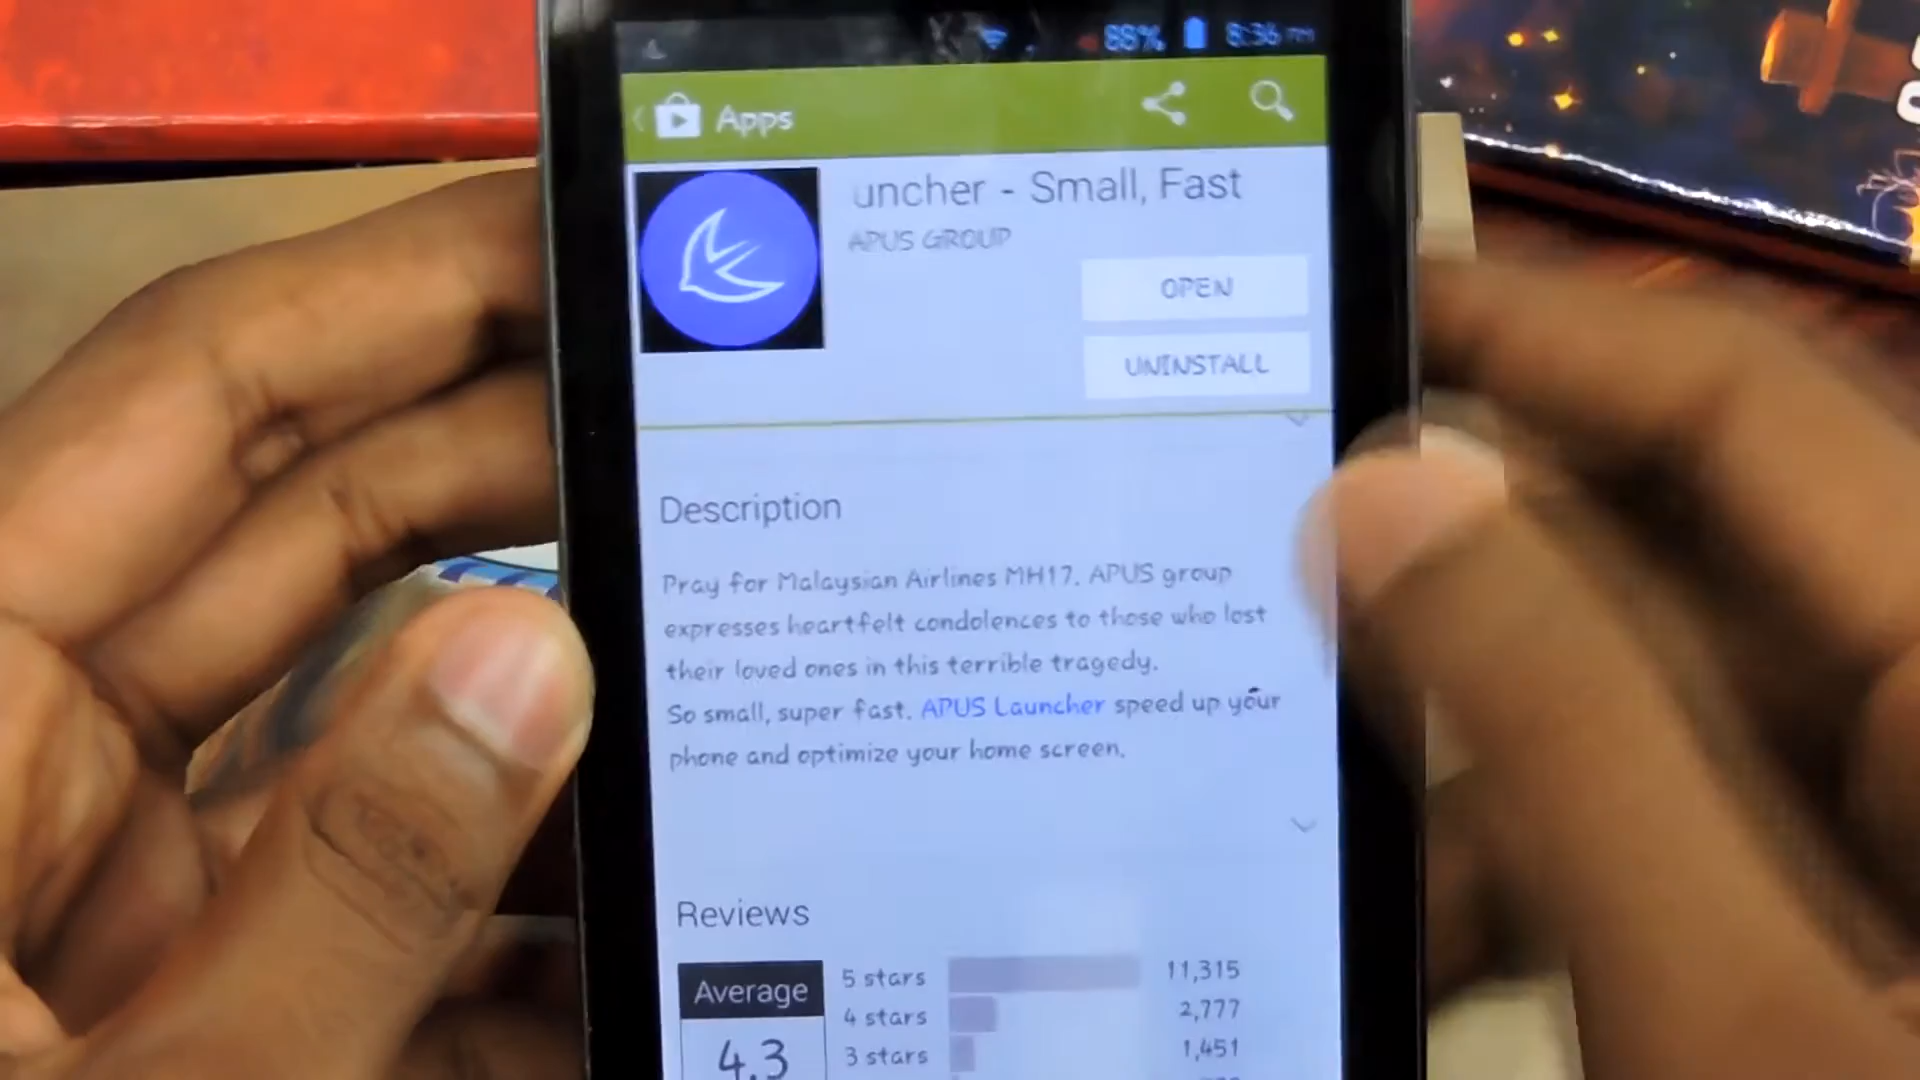 88% 8:36 PM
Apps
uncher - Small, Fast
APUS GROUP
OPEN
UNINSTALL
Description
Pray for Malaysian Airlines MH17. APUS group
expresses heartfelt condolences to those who lost
their loved ones in this terrible tragedy.
So small, super fast. APUS Launcher speed up your
phone and optimize your home screen.
Reviews
Average
4.3
5 stars 11,315
4 stars 2,777
3 stars 1,451